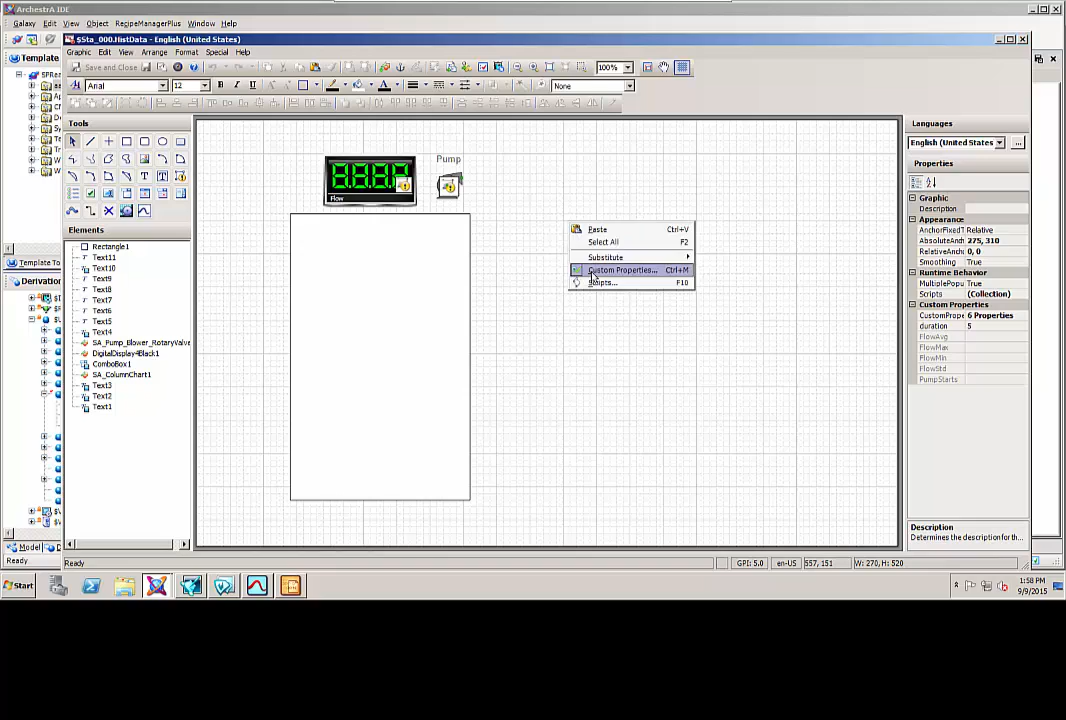 ArchestrA IDE
Galaxy Edit View Object RecipeManagerPlus Window Help
$Sta_000.HistData - English (United States)
Graphic Edit View Arrange Format Special Help
Save and Close
100%
Arial 12 None
Template
Tools
Elements
Rectangle1
Text11
Text10
Text9
Text8
Text7
Text6
Text5
Text4
SA_Pump_Blower_RotaryValve
DigitalDisplay4Black1
ComboBox1
SA_ColumnChart1
Text3
Text2
Text1
Template To
Derivation
Model
Ready
Flow
Pump
Paste Ctrl+V
Select All F2
Substitute
Custom Properties... Ctrl+M
Scripts... F10
Languages
English (United States) ...
Properties
Graphic
Description
Appearance
AnchorFixedT Relative
AbsoluteAnch 275, 310
RelativeAnch 0, 0
Smoothing True
Runtime Behavior
MultiplePopu True
Scripts (Collection)
Custom Properties
CustomPrope 6 Properties
duration 5
FlowAvg
FlowMax
FlowMin
FlowStd
PumpStarts
Description
Determines the description for th...
Ready
GPI: 5.0 en-US 557, 151 W: 270, H: 520
Start
1:58 PM
9/9/2015